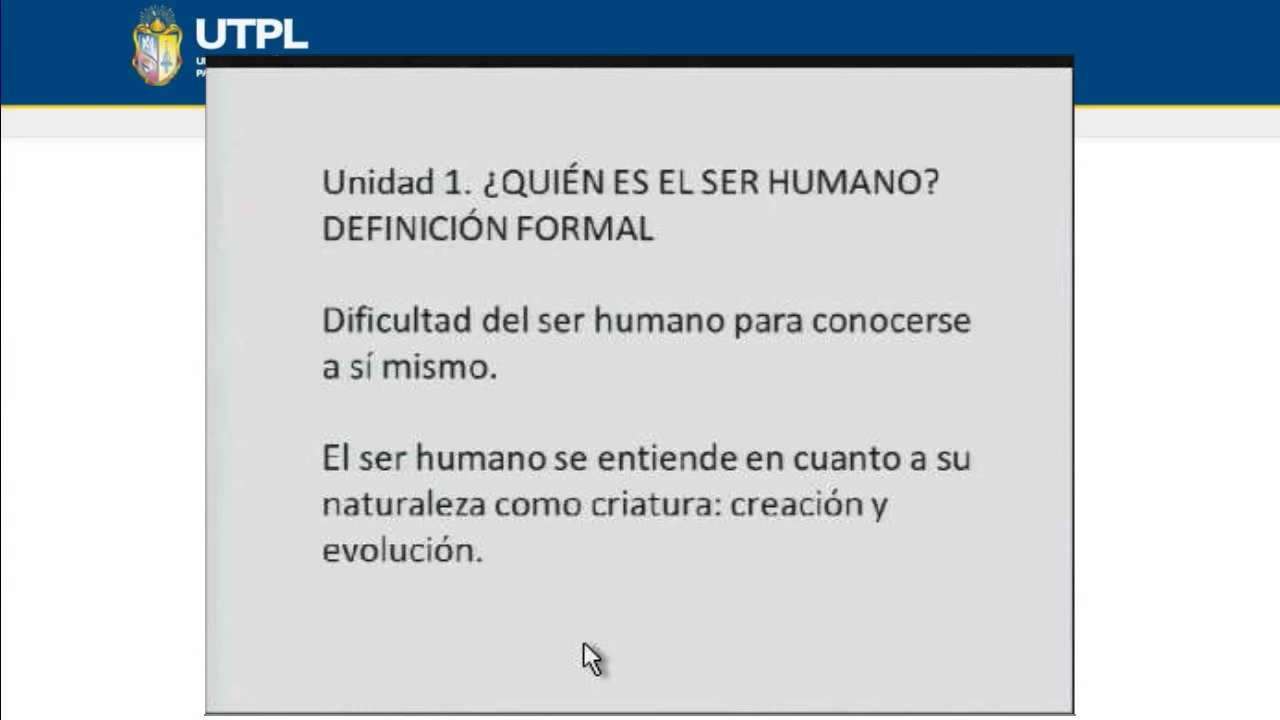 UTPL
Unidad 1. ¿QUIÉN ES EL SER HUMANO?
DEFINICIÓN FORMAL
Dificultad del ser humano para conocerse
a sí mismo.
El ser humano se entiende en cuanto a su
naturaleza como criatura: creación y
evolución.